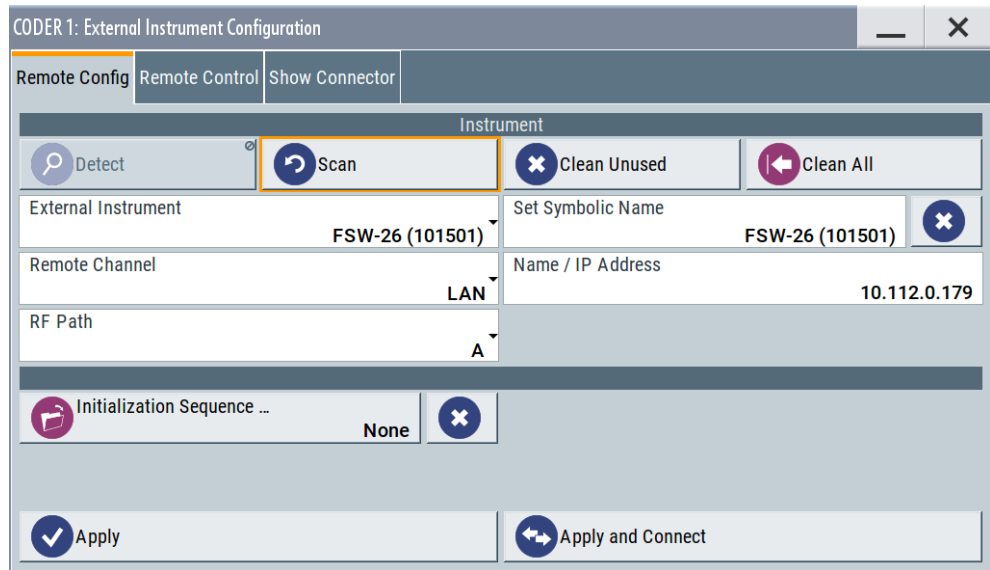 CODER 1: External Instrument Configuration
Remote Config Remote Control Show Connector
Instrument
Detect Scan Clean Unused Clean All
External Instrument Set Symbolic Name
FSW-26 (101501) FSW-26 (101501)
Remote Channel Name / IP Address
LAN 10.112.0.179
RF Path
A
Initialization Sequence ...
None
Apply Apply and Connect